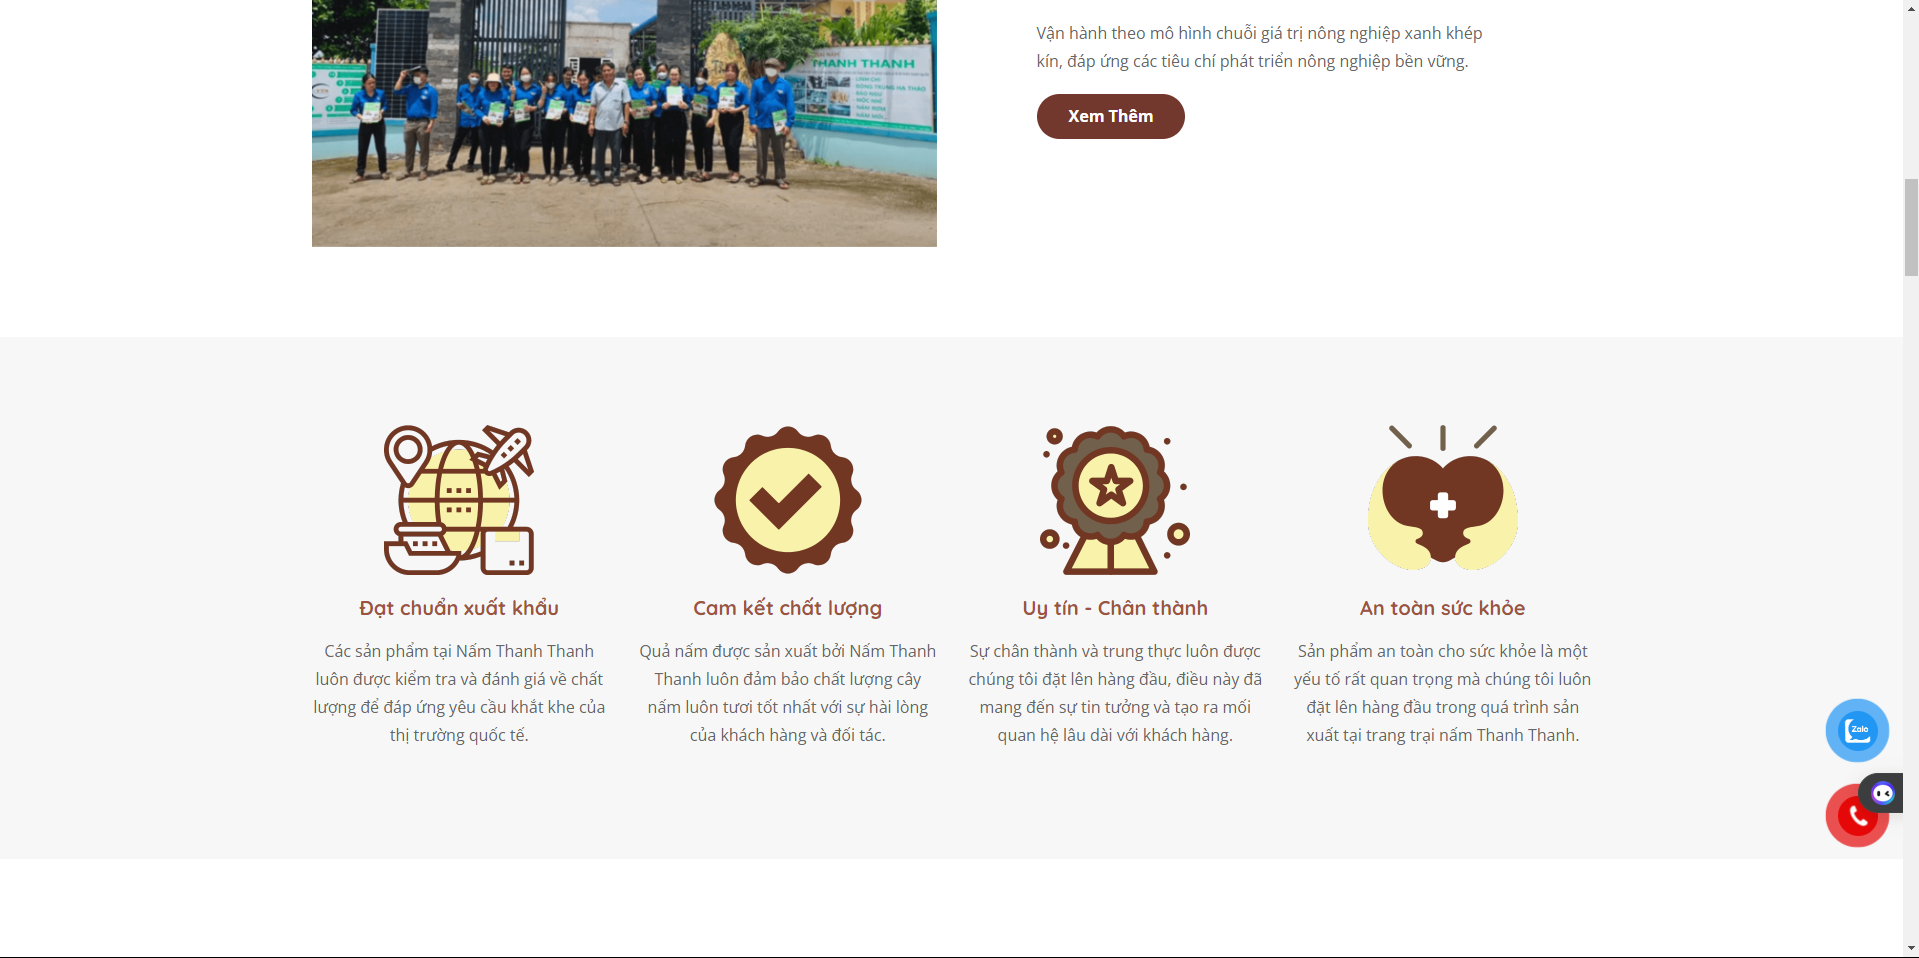 THANH THANH
LINH CHI
ĐÔNG TRÙNG HẠ THẢO
Vận hành theo mô hình chuỗi giá trị nông nghiệp xanh khép
kín, đáp ứng các tiêu chí phát triển nông nghiệp bền vững.
Xem Thêm
Đạt chuẩn xuất khẩu
Các sản phẩm tại Nấm Thanh Thanh
luôn được kiểm tra và đánh giá về chất
lượng để đáp ứng yêu cầu khắt khe của
thị trường quốc tế.
Cam kết chất lượng
Quả nấm được sản xuất bởi Nấm Thanh
Thanh luôn đảm bảo chất lượng cây
nấm luôn tươi tốt nhất với sự hài lòng
của khách hàng và đối tác.
Uy tín - Chân thành
Sự chân thành và trung thực luôn được
chúng tôi đặt lên hàng đầu, điều này đã
mang đến sự tin tưởng và tạo ra mối
quan hệ lâu dài với khách hàng.
An toàn sức khỏe
Sản phẩm an toàn cho sức khỏe là một
yếu tố rất quan trọng mà chúng tôi luôn
đặt lên hàng đầu trong quá trình sản
xuất tại trang trại nấm Thanh Thanh.
Zalo